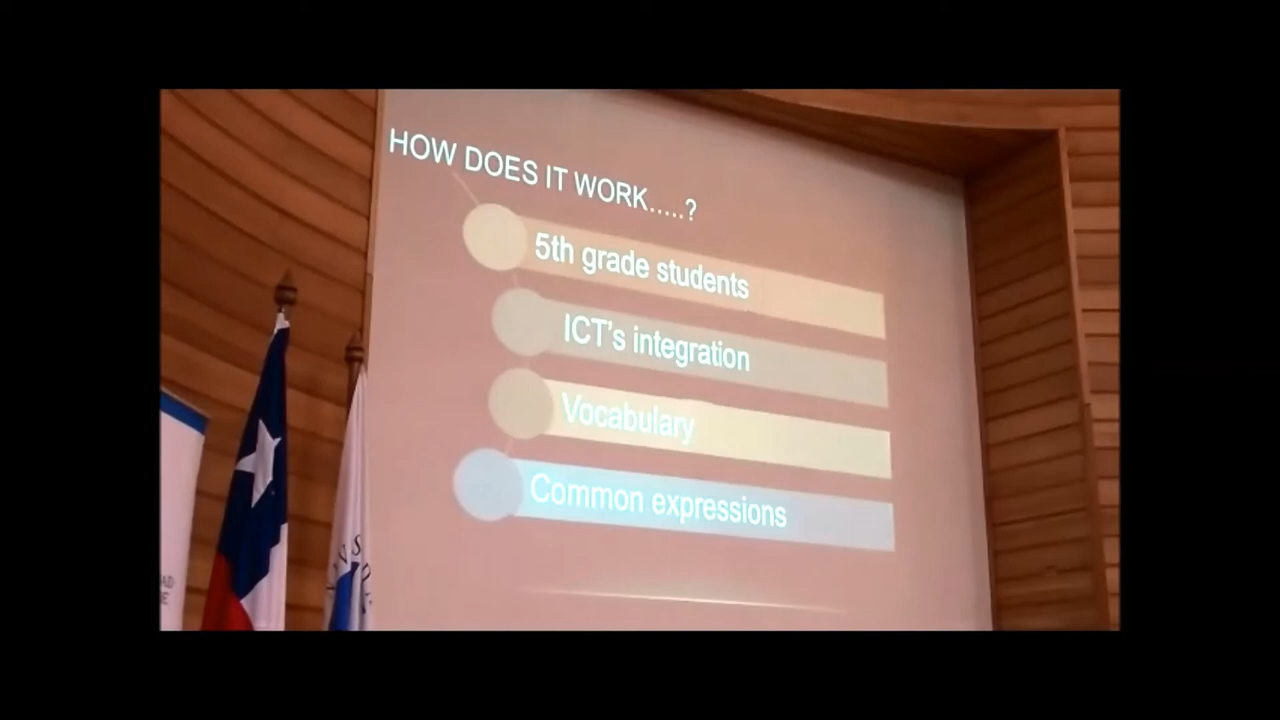 HOW DOES IT WORK.....?
5th grade students
ICT's integration
Vocabulary
Common expressions